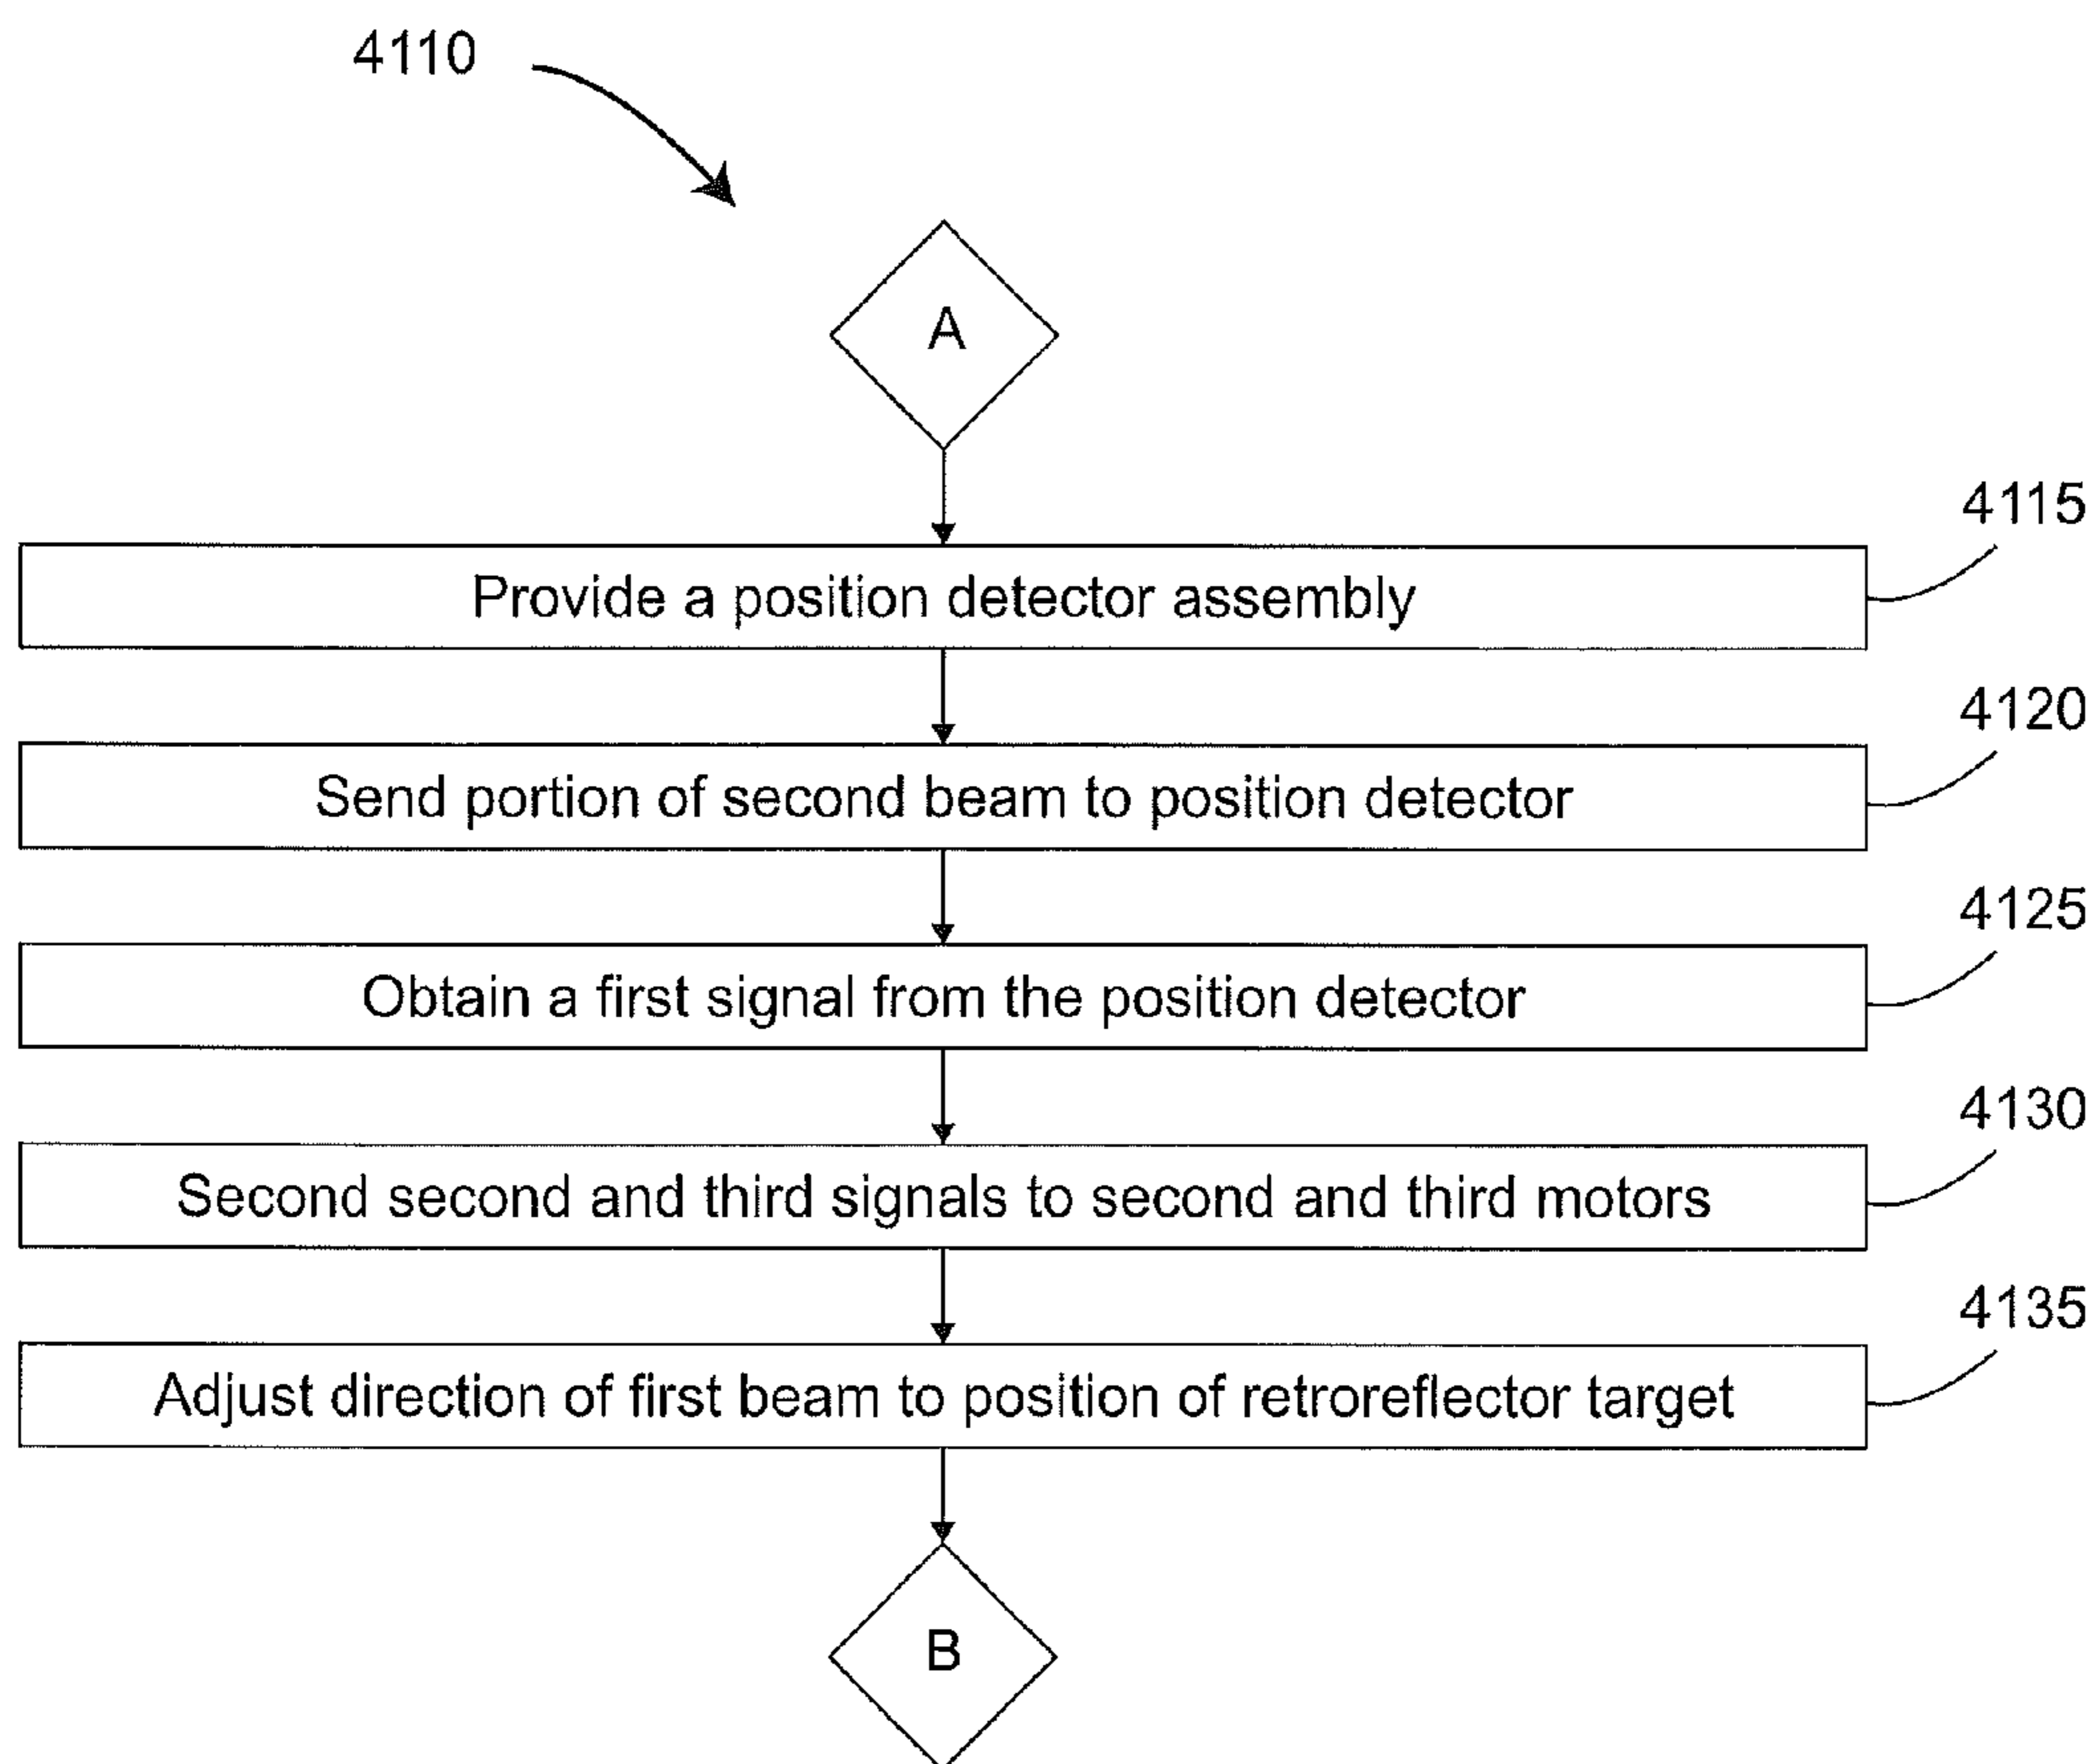 4110
A
4115
Provide a position detector assembly
4120
Send portion of second beam to position detector
4125
Obtain a first signal from the position detector
4130
Second second and third signals to second and third motors
4135
Adjust direction of first beam to position of retroreflector target
B